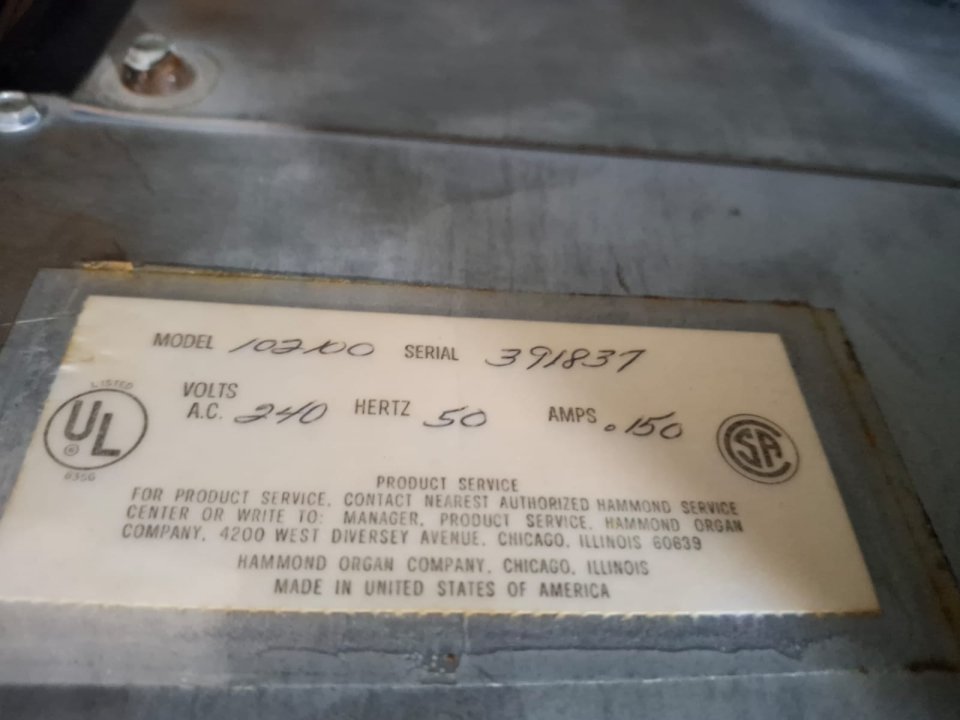 MODEL 102100 SERIAL 391837
VOLTS
A.C. 240 HERTZ 50 AMPS .150
LISTED
UL
®
635G
CSA
PRODUCT SERVICE
FOR PRODUCT SERVICE, CONTACT NEAREST AUTHORIZED HAMMOND SERVICE
CENTER OR WRITE TO: MANAGER, PRODUCT SERVICE, HAMMOND ORGAN
COMPANY, 4200 WEST DIVERSEY AVENUE, CHICAGO, ILLINOIS 60639
HAMMOND ORGAN COMPANY, CHICAGO, ILLINOIS
MADE IN UNITED STATES OF AMERICA